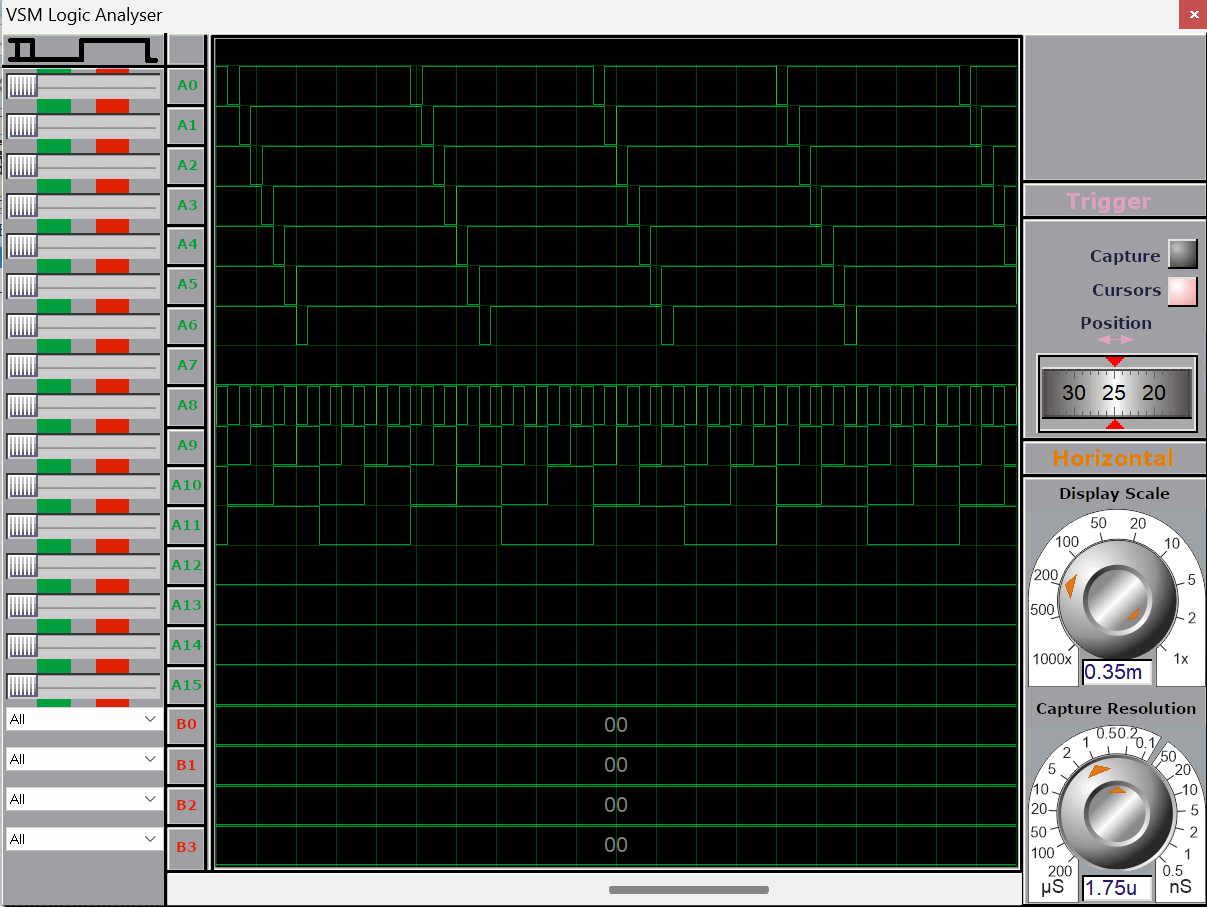 VSM Logic Analyser
A0
A1
A2
A3
A4
A5
A6
A7
A8
A9
A10
A11
A12
A13
A14
A15
All B0 00
All B1 00
All B2 00
All B3 00
Trigger
Capture
Cursors
Position
30 25 20
Horizontal
Display Scale
1000x 500 200 100 50 20 10 5 2 1x
0.35m
Capture Resolution
200 100 50 20 10 5 2 1 0.5 0.2 0.1 50 20 10 5 2 1 0.5
µS 1.75u nS